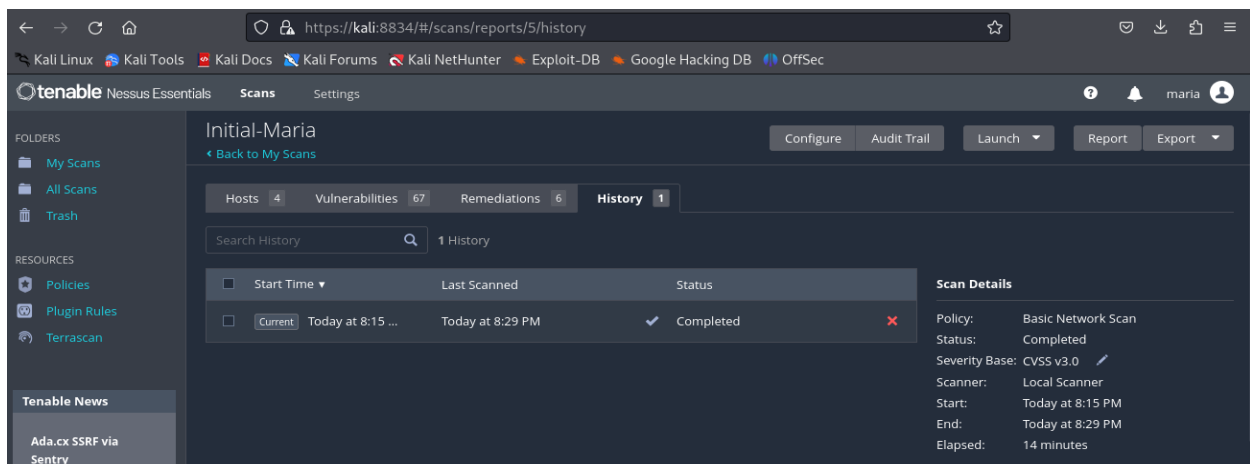 https://kali:8834/#/scans/reports/5/history
Kali Linux Kali Tools Kali Docs Kali Forums Kali NetHunter Exploit-DB Google Hacking DB OffSec
tenable Nessus Essentials Scans Settings maria
FOLDERS
My Scans
All Scans
Trash
RESOURCES
Policies
Plugin Rules
Terrascan
Tenable News
Ada.cx SSRF via
Sentry
Initial-Maria
Back to My Scans
Configure Audit Trail Launch Report Export
Hosts 4 Vulnerabilities 67 Remediations 6 History 1
Search History 1 History
Start Time Last Scanned Status
Current Today at 8:15 ... Today at 8:29 PM Completed
Scan Details
Policy: Basic Network Scan
Status: Completed
Severity Base: CVSS v3.0
Scanner: Local Scanner
Start: Today at 8:15 PM
End: Today at 8:29 PM
Elapsed: 14 minutes